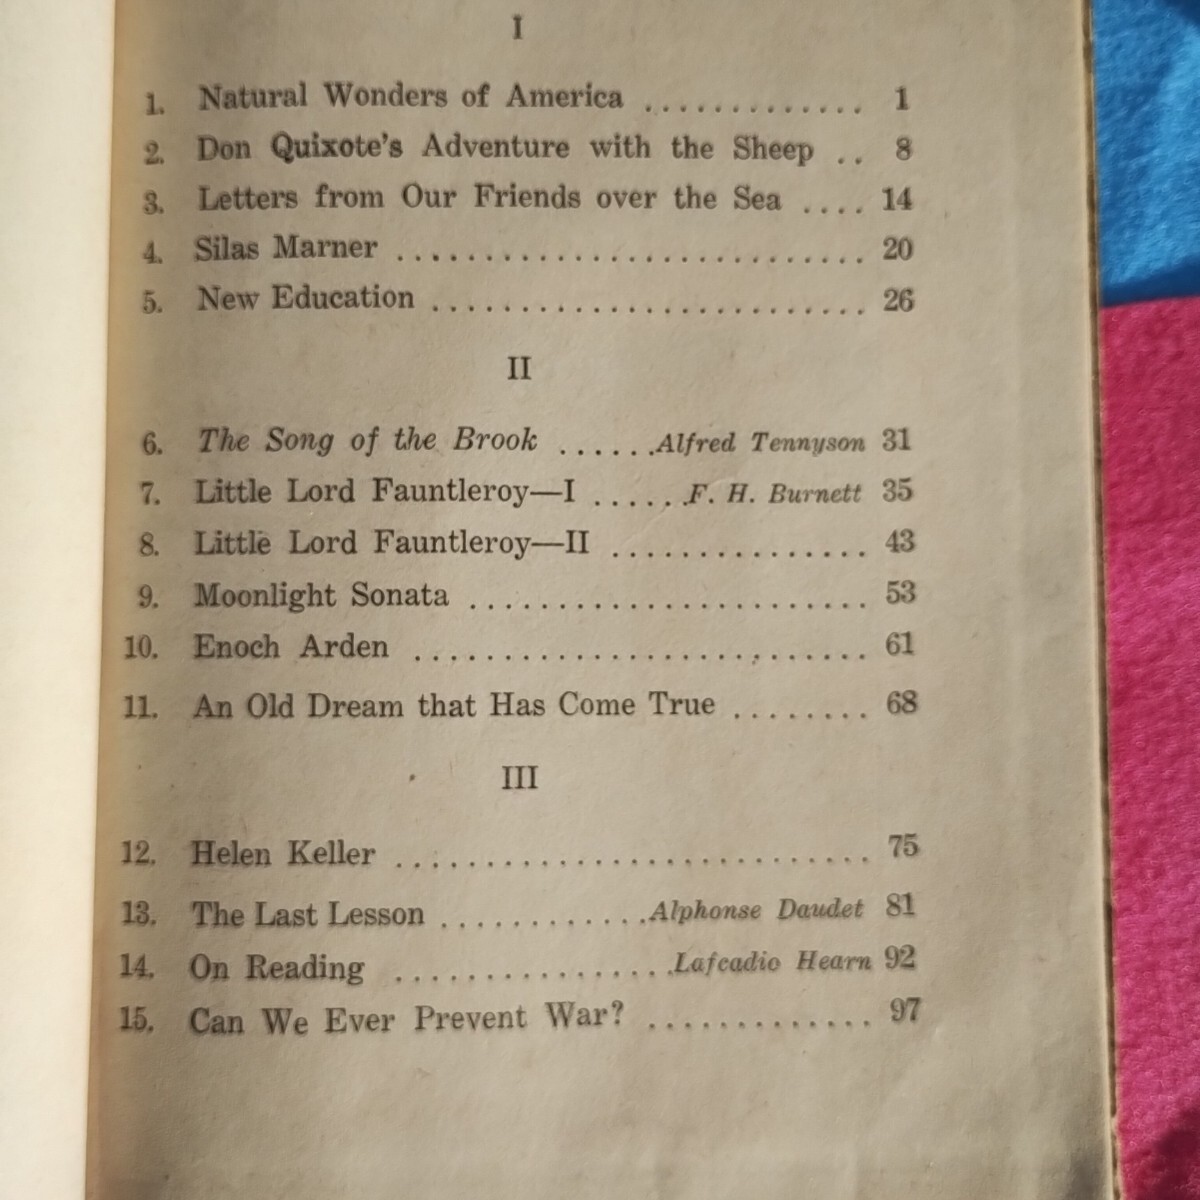 I
1. Natural Wonders of America ............. 1
2. Don Quixote's Adventure with the Sheep .. 8
3. Letters from Our Friends over the Sea .... 14
4. Silas Marner ........................... 20
5. New Education ......................... 26
II
6. The Song of the Brook ......Alfred Tennyson 31
7. Little Lord Fauntleroy—I ......F. H. Burnett 35
8. Little Lord Fauntleroy—II ............... 43
9. Moonlight Sonata ....................... 53
10. Enoch Arden .......................... 61
11. An Old Dream that Has Come True ........ 68
III
12. Helen Keller ........................... 75
13. The Last Lesson ............Alphonse Daudet 81
14. On Reading ................Lafcadio Hearn 92
15. Can We Ever Prevent War? ............. 97